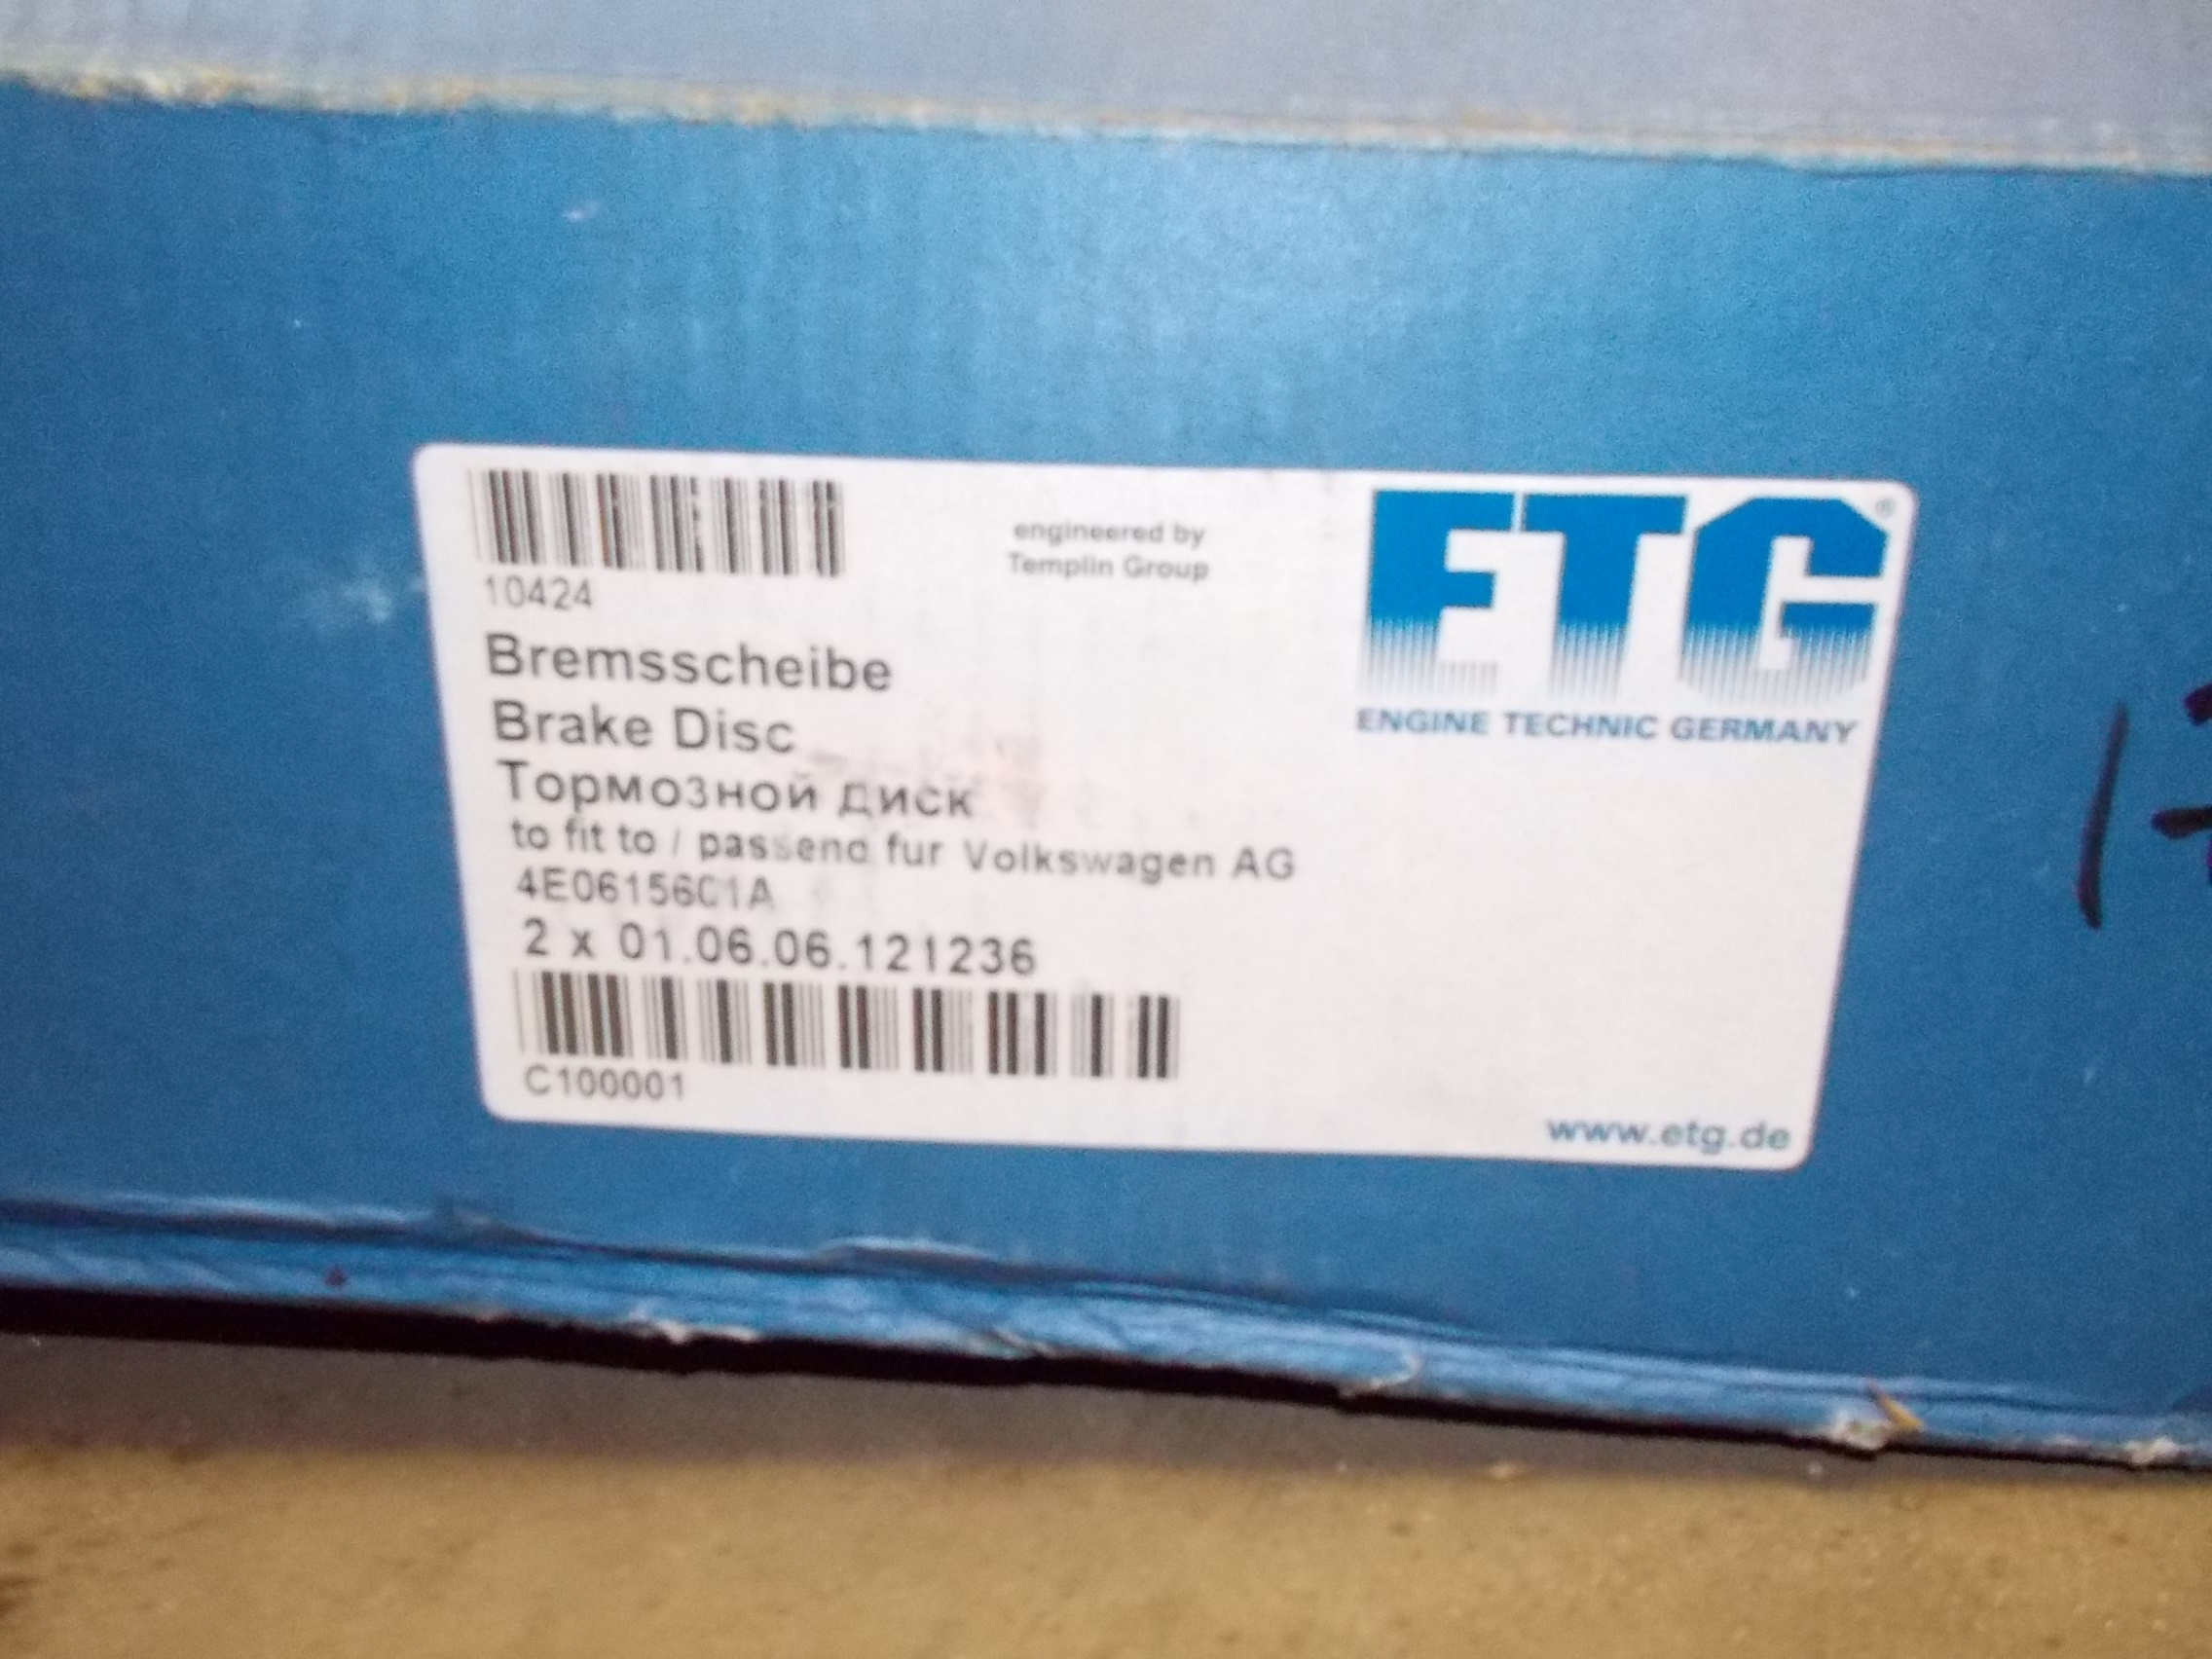 10424
engineered by
Templin Group
ETG®
ENGINE TECHNIC GERMANY
Bremsscheibe
Brake Disc
Тормозной диск
to fit to / passend fur Volkswagen AG
4E0615601A
2 x 01.06.06.121236
C100001
www.etg.de